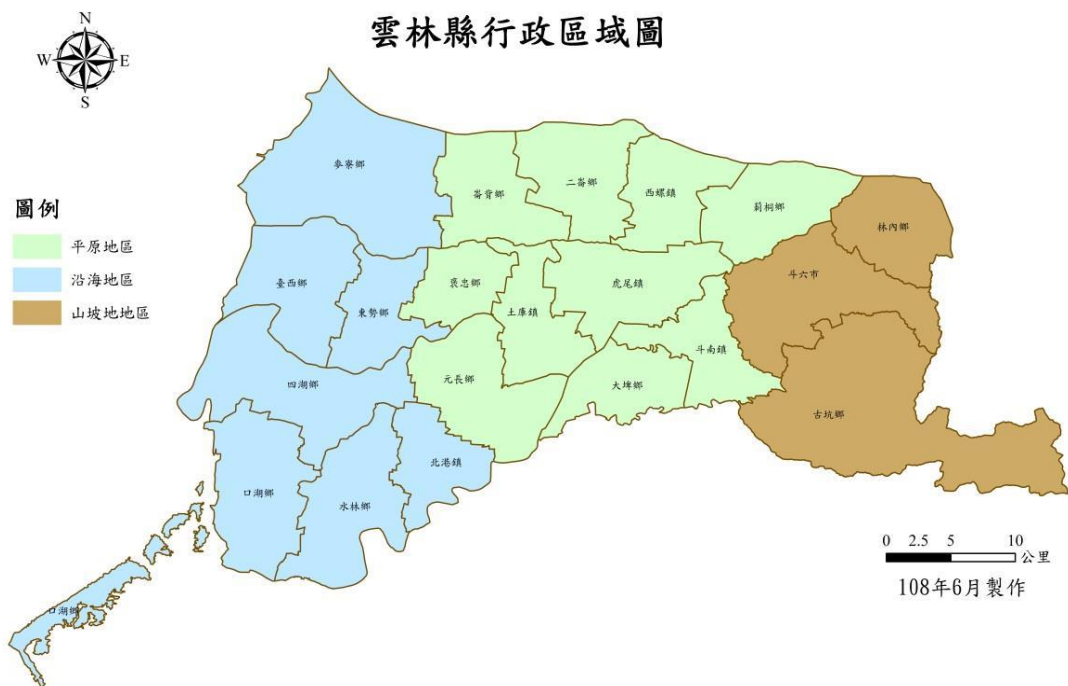 雲林縣行政區域圖
N
W E
S
圖例
平原地區
沿海地區
山坡地地區
麥寮鄉
崙背鄉
二崙鄉
西螺鎮
莿桐鄉
林內鄉
臺西鄉
東勢鄉
褒忠鄉
土庫鎮
虎尾鎮
斗六市
四湖鄉
元長鄉
大埤鄉
斗南鎮
古坑鄉
口湖鄉
水林鄉
北港鎮
口湖鄉
0 2.5 5 10
公里
108年6月製作